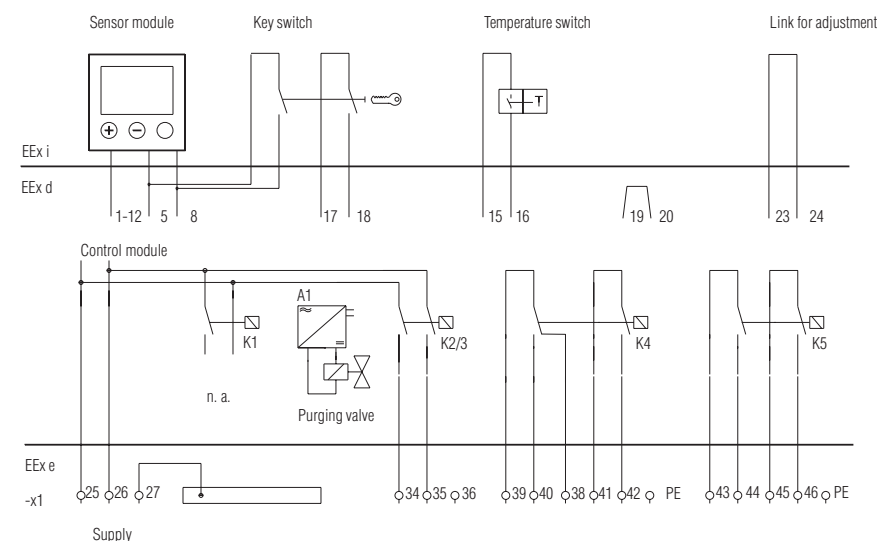 Sensor module Key switch Temperature switch Link for adjustment
EEx i
EEx d
1-12 5 8 17 18 15 16 19 20 23 24
Control module
A1
K1 K2/3 K4 K5
n. a.
Purging valve
EEx e
-x1 25 26 27 34 35 36 39 40 38 41 42 PE 43 44 45 46 PE
Supply